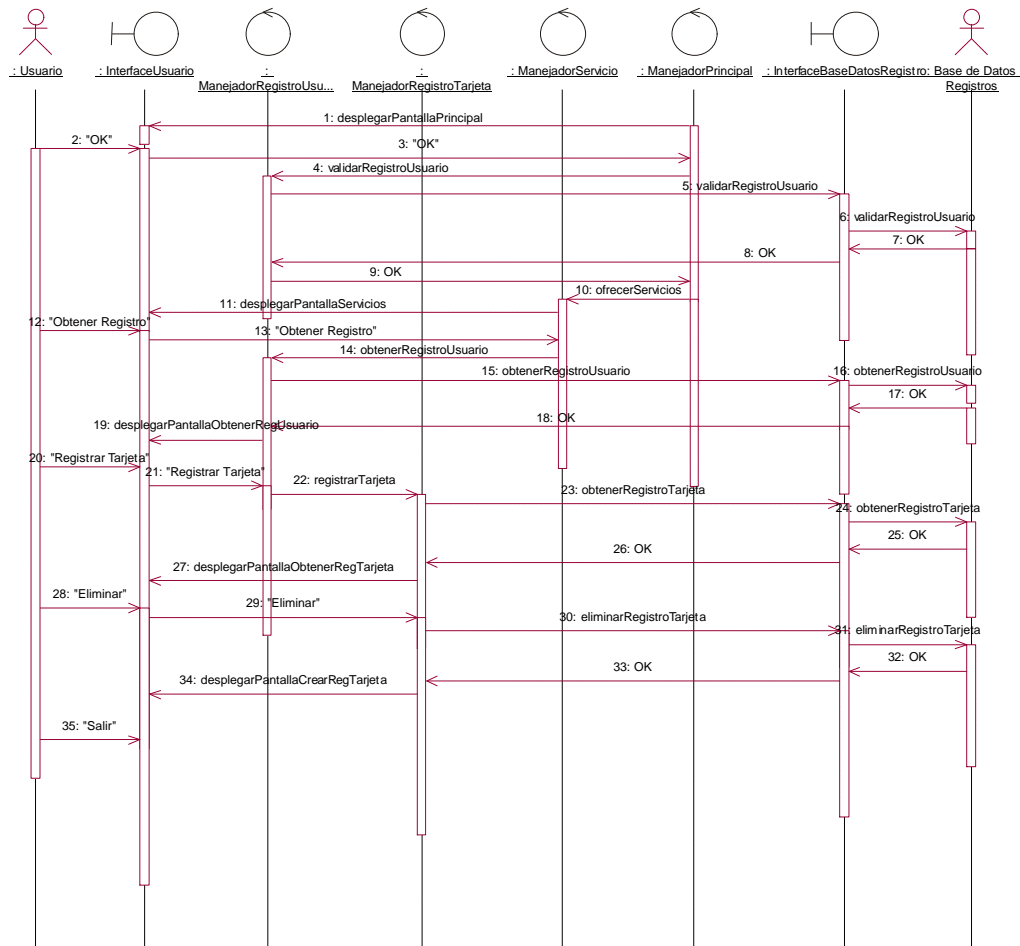 : Usuario
: InterfaceUsuario
:
ManejadorRegistroUsu...
:
ManejadorRegistroTarjeta
: ManejadorServicio
: ManejadorPrincipal
: InterfaceBaseDatosRegistro
: Base de Datos
Registros
1: desplegarPantallaPrincipal
2: "OK"
3: "OK"
4: validarRegistroUsuario
5: validarRegistroUsuario
6: validarRegistroUsuario
7: OK
8: OK
9: OK
10: ofrecerServicios
11: desplegarPantallaServicios
12: "Obtener Registro"
13: "Obtener Registro"
14: obtenerRegistroUsuario
15: obtenerRegistroUsuario
16: obtenerRegistroUsuario
17: OK
18: OK
19: desplegarPantallaObtenerRegUsuario
20: "Registrar Tarjeta"
21: "Registrar Tarjeta"
22: registrarTarjeta
23: obtenerRegistroTarjeta
24: obtenerRegistroTarjeta
25: OK
26: OK
27: desplegarPantallaObtenerRegTarjeta
28: "Eliminar"
29: "Eliminar"
30: eliminarRegistroTarjeta
31: eliminarRegistroTarjeta
32: OK
33: OK
34: desplegarPantallaCrearRegTarjeta
35: "Salir"